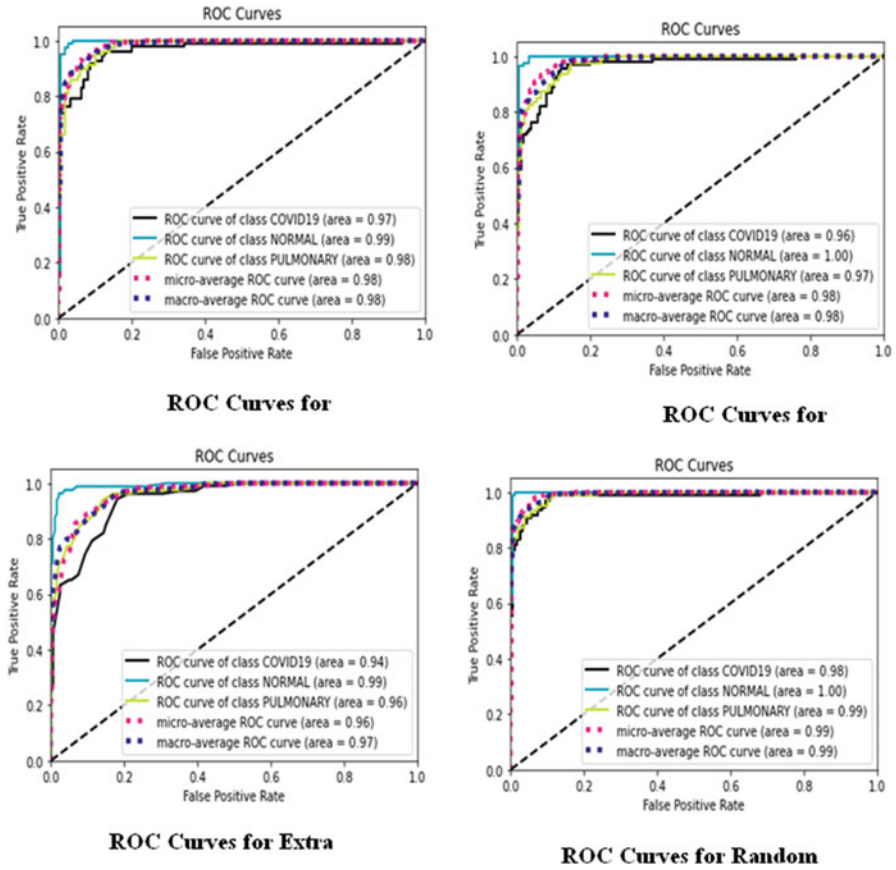 ROC Curves
True Positive Rate
1.0
0.8
0.6
0.4
0.2
0.0
ROC curve of class COVID19 (area = 0.97)
ROC curve of class NORMAL (area = 0.99)
ROC curve of class PULMONARY (area = 0.98)
micro-average ROC curve (area = 0.98)
macro-average ROC curve (area = 0.98)
0.0 0.2 0.4 0.6 0.8 1.0
False Positive Rate
ROC Curves for
ROC Curves
True Positive Rate
1.0
0.8
0.6
0.4
0.2
0.0
ROC curve of class COVID19 (area = 0.96)
ROC curve of class NORMAL (area = 1.00)
ROC curve of class PULMONARY (area = 0.97)
micro-average ROC curve (area = 0.98)
macro-average ROC curve (area = 0.98)
0.0 0.2 0.4 0.6 0.8 1.0
False Positive Rate
ROC Curves for
ROC Curves
True Positive Rate
1.0
0.8
0.6
0.4
0.2
0.0
ROC curve of class COVID19 (area = 0.94)
ROC curve of class NORMAL (area = 0.99)
ROC curve of class PULMONARY (area = 0.96)
micro-average ROC curve (area = 0.96)
macro-average ROC curve (area = 0.97)
0.0 0.2 0.4 0.6 0.8 1.0
False Positive Rate
ROC Curves for Extra
ROC Curves
True Positive Rate
1.0
0.8
0.6
0.4
0.2
0.0
ROC curve of class COVID19 (area = 0.98)
ROC curve of class NORMAL (area = 1.00)
ROC curve of class PULMONARY (area = 0.99)
micro-average ROC curve (area = 0.99)
macro-average ROC curve (area = 0.99)
0.0 0.2 0.4 0.6 0.8 1.0
False Positive Rate
ROC Curves for Random